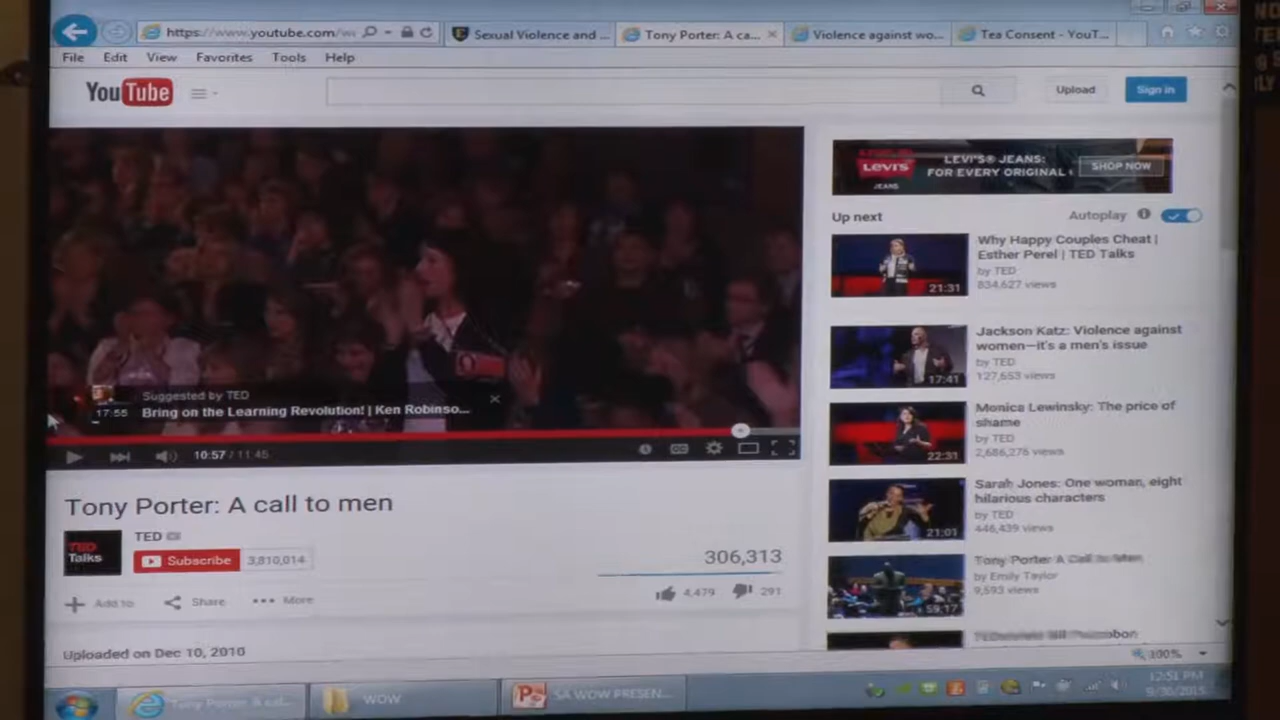 https://www.youtube.com/w
Sexual Violence and ...
Tony Porter: A ca...
Violence against wo...
Tea Consent - YouT...
File Edit View Favorites Tools Help
YouTube
Upload
Sign in
LEVI'S® JEANS:
FOR EVERY ORIGINAL
SHOP NOW
Levi's
JEANS
Up next
Autoplay
Why Happy Couples Cheat |
Esther Perel | TED Talks
by TED
834,627 views
21:31
Jackson Katz: Violence against
women—it's a men's issue
by TED
127,653 views
17:41
Monica Lewinsky: The price of
shame
by TED
2,686,276 views
22:31
Sarah Jones: One woman, eight
hilarious characters
by TED
446,439 views
21:01
Tony Porter A Call to Men
by Emily Taylor
9,593 views
59:17
Suggested by TED
17:55
Bring on the Learning Revolution! | Ken Robinso...
10:57 / 11:45
Tony Porter: A call to men
TED
Talks
TED
Subscribe 3,810,014
306,313
Add to Share More
4,479 291
Uploaded on Dec 10, 2010
100%
Tony Porter: A cal...
WOW
SA WOW PRESEN...
12:51 PM
9/30/2015